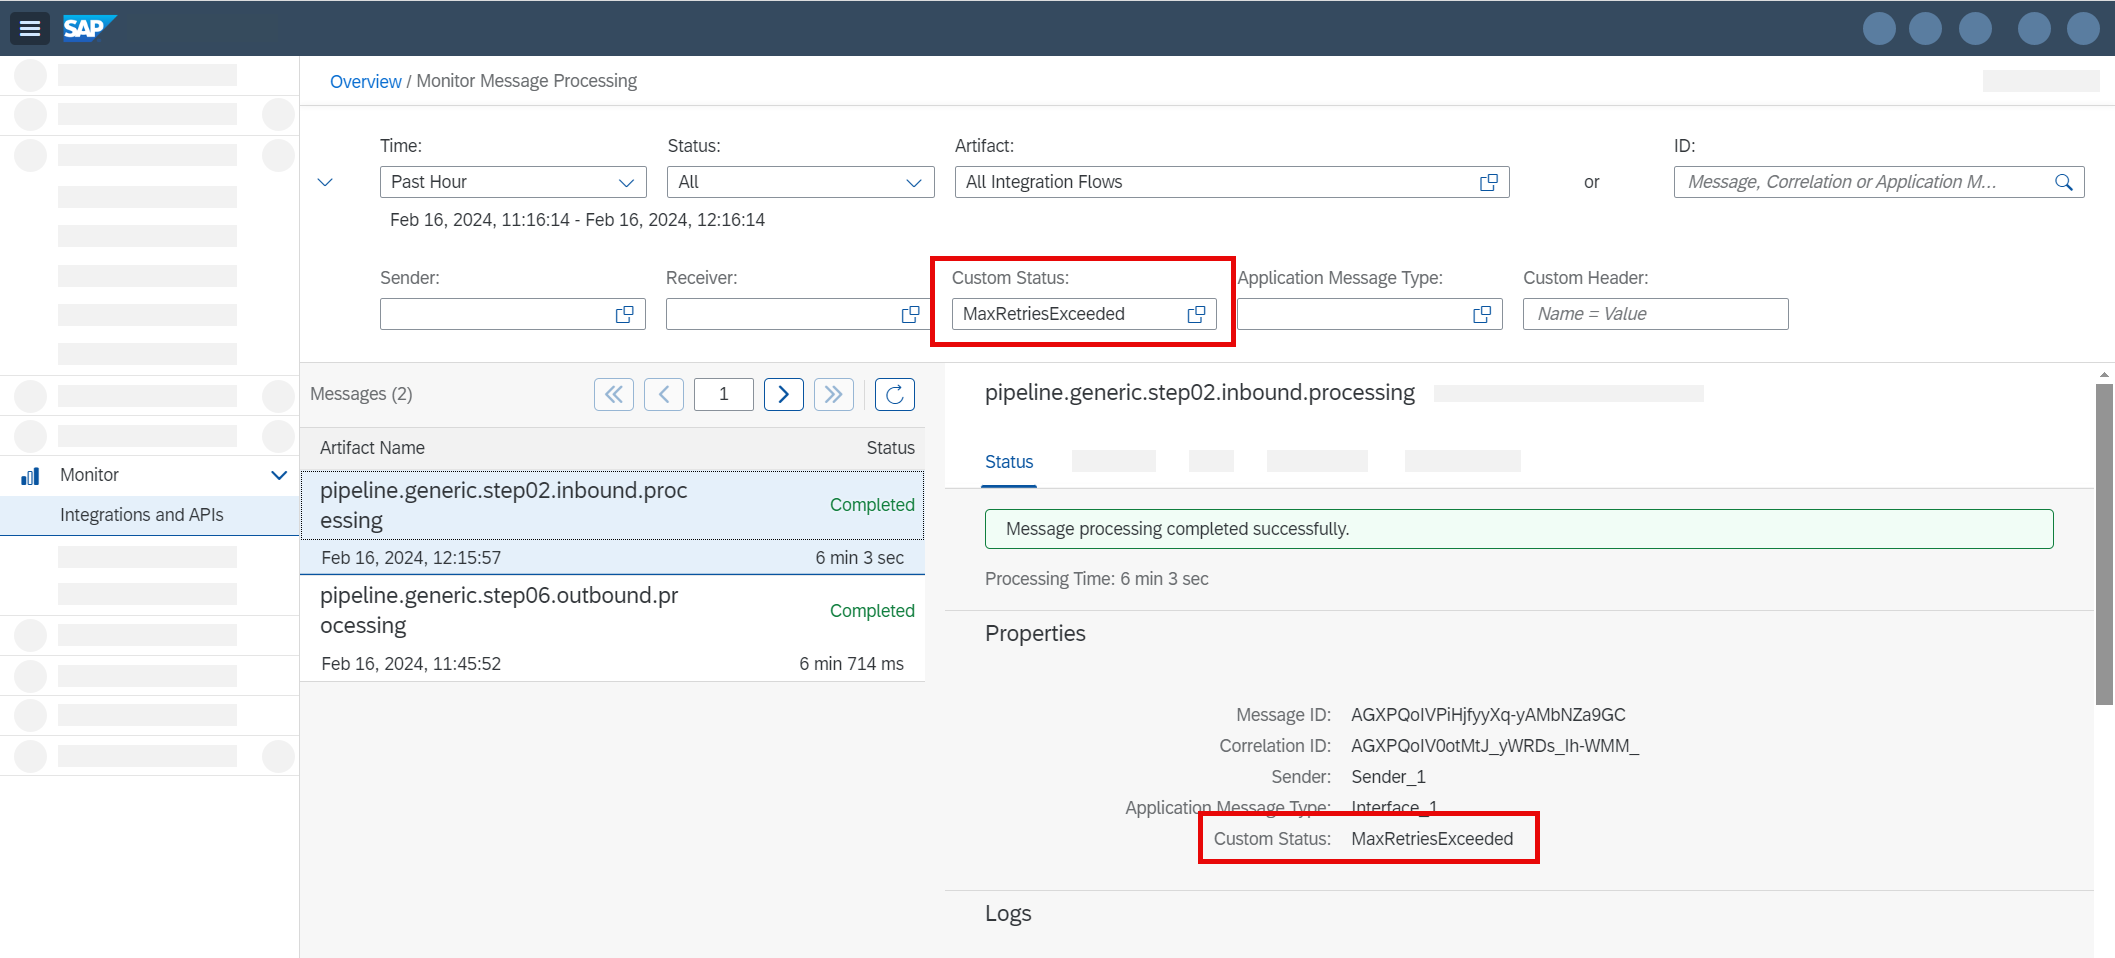 SAP
Overview / Monitor Message Processing
Time:
Status:
Artifact:
ID:
Past Hour
All
All Integration Flows
or
Message, Correlation or Application M...
Feb 16, 2024, 11:16:14 - Feb 16, 2024, 12:16:14
Sender:
Receiver:
Custom Status:
Application Message Type:
Custom Header:
MaxRetriesExceeded
Name = Value
Monitor
Integrations and APIs
Messages (2)
1
Artifact Name
Status
pipeline.generic.step02.inbound.proc
essing
Completed
Feb 16, 2024, 12:15:57
6 min 3 sec
pipeline.generic.step06.outbound.pr
ocessing
Completed
Feb 16, 2024, 11:45:52
6 min 714 ms
pipeline.generic.step02.inbound.processing
Status
Message processing completed successfully.
Processing Time: 6 min 3 sec
Properties
Message ID: AGXPQoIVPiHjfyyXq-yAMbNZa9GC
Correlation ID: AGXPQoIV0otMtJ_yWRDs_Ih-WMM_
Sender: Sender_1
Application Message Type: Interface_1
Custom Status: MaxRetriesExceeded
Logs